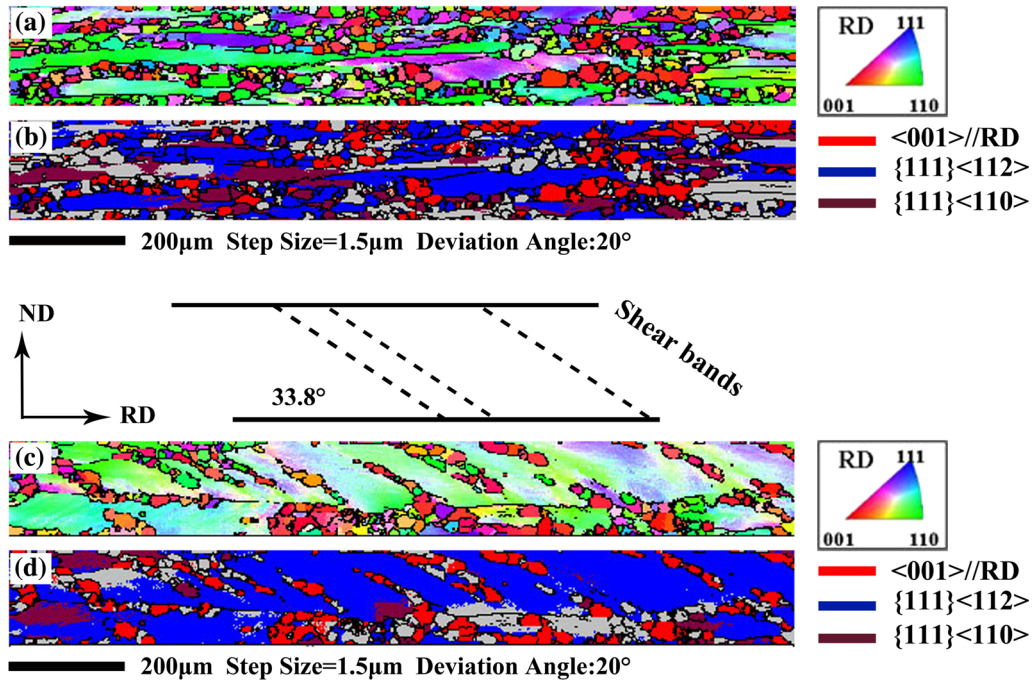 (a)
RD
111
001
110
(b)
<001>//RD
{111}<112>
{111}<110>
200μm Step Size=1.5μm Deviation Angle:20°
ND
RD
33.8°
Shear bands
(c)
RD
111
001
110
(d)
<001>//RD
{111}<112>
{111}<110>
200μm Step Size=1.5μm Deviation Angle:20°